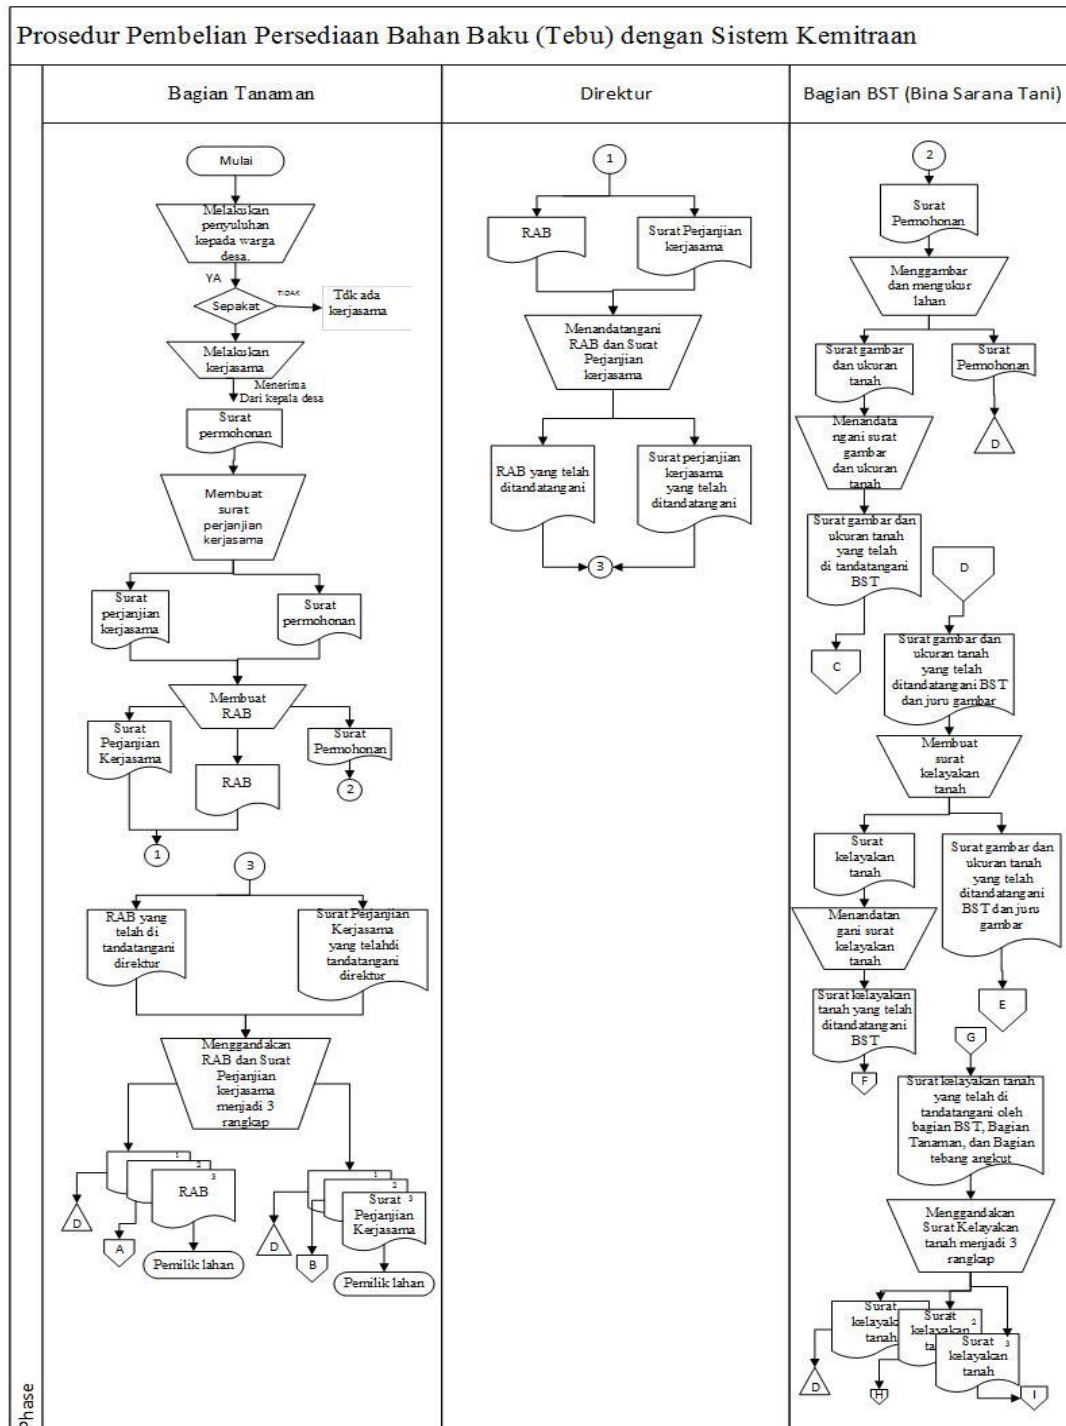 Prosedur Pembelian Persediaan Bahan Baku (Tebu) dengan Sistem Kemitraan
Bagian Tanaman
Direktur
Bagian BST (Bina Sarana Tani)
Phase
Mulai
Melakukan
penyuluhan
kepada warga
desa.
YA
Sepakat
TIDAK
Tdk ada
kerjasama
Melakukan
kerjasama
Menerima
Dari kepala desa
Surat
permohonan
Membuat
surat
perjanjian
kerjasama
Surat
perjanjian
kerjasama
Surat
permohonan
Membuat
RAB
Surat
Perjanjian
Kerjasama
RAB
Surat
Permohonan
2
1
3
RAB yang
telah di
tandatangani
direktur
Surat Perjanjian
Kerjasama
yang telahdi
tandatangani
direktur
Menggandakan
RAB dan Surat
Perjanjian
kerjasama
menjadi 3
rangkap
1
2
3
RAB
D
A
Pemilik lahan
1
2
3
Surat
Perjanjian
Kerjasama
D
B
Pemilik lahan
1
RAB
Surat Perjanjian
kerjasama
Menandatangani
RAB dan Surat
Perjanjian
kerjasama
RAB yang telah
ditandatangani
Surat perjanjian
kerjasama
yang telah
ditandatangani
3
2
Surat
Permohonan
Menggambar
dan mengukur
lahan
Surat gambar
dan ukuran
tanah
Surat
Permohonan
D
Menandata
ngani surat
gambar
dan ukuran
tanah
Surat gambar dan
ukuran tanah
yang telah
di tandatangani
BST
C
D
Surat gambar dan
ukuran tanah
yang telah
ditandatangani BST
dan juru gambar
Membuat
surat
kelayakan
tanah
Surat
kelayakan
tanah
Surat gambar dan
ukuran tanah
yang telah
ditandatangani
BST dan juru
gambar
E
Menandatan
gani surat
kelayakan
tanah
Surat kelayakan
tanah yang telah
ditandatangani
BST
F
G
Surat kelayakan tanah
yang telah di
tandatangani oleh
bagian BST, Bagian
Tanaman, dan Bagian
tebang angkut
Menggandakan
Surat Kelayakan
tanah menjadi 3
rangkap
Surat
kelayak
tanah
Surat
2
kelayakan
ta
Surat
3
kelayakan
tanah
D
H
I